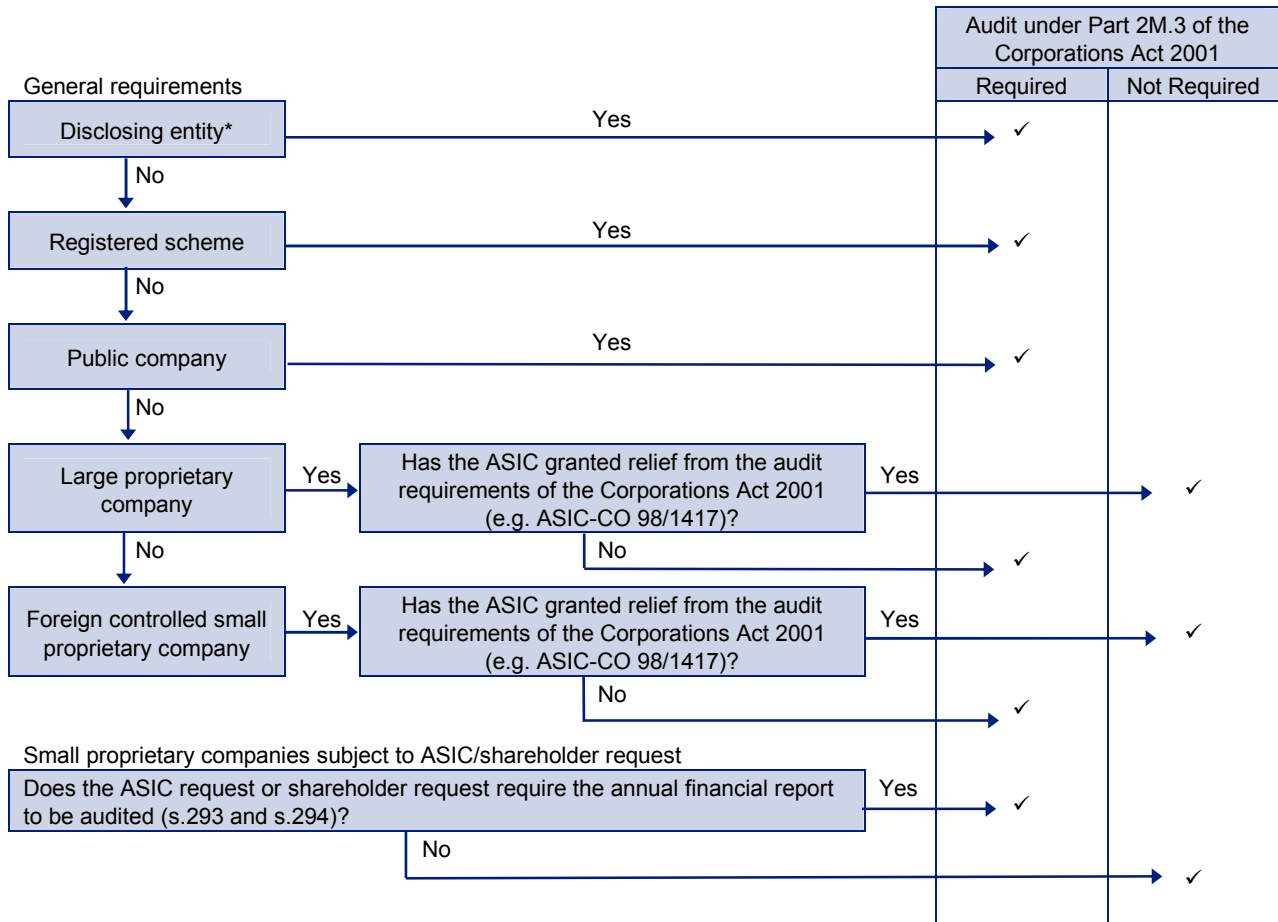 Audit under Part 2M.3 of the
Corporations Act 2001
General requirements
Required
Not Required
Disclosing entity*
Yes
✓
No
Registered scheme
Yes
✓
No
Public company
Yes
✓
No
Large proprietary
company
Yes
Has the ASIC granted relief from the audit
requirements of the Corporations Act 2001
(e.g. ASIC-CO 98/1417)?
Yes
✓
No
No
✓
Foreign controlled small
proprietary company
Yes
Has the ASIC granted relief from the audit
requirements of the Corporations Act 2001
(e.g. ASIC-CO 98/1417)?
Yes
✓
No
✓
Small proprietary companies subject to ASIC/shareholder request
Does the ASIC request or shareholder request require the annual financial report
to be audited (s.293 and s.294)?
Yes
✓
No
✓